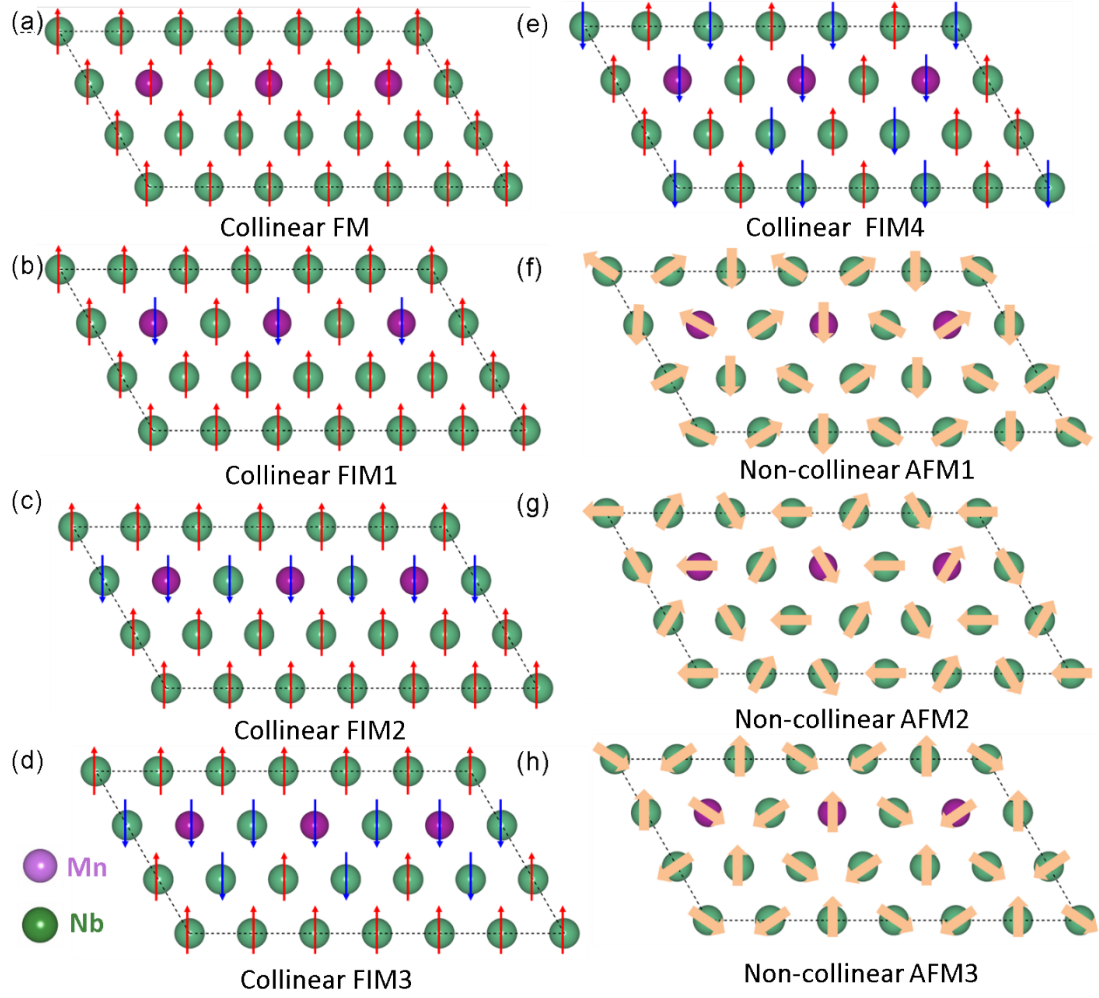 (a)
Collinear FM
(b)
Collinear FIM1
(c)
Collinear FIM2
(d)
Mn
Nb
Collinear FIM3
(e)
Collinear FIM4
(f)
Non-collinear AFM1
(g)
Non-collinear AFM2
(h)
Non-collinear AFM3